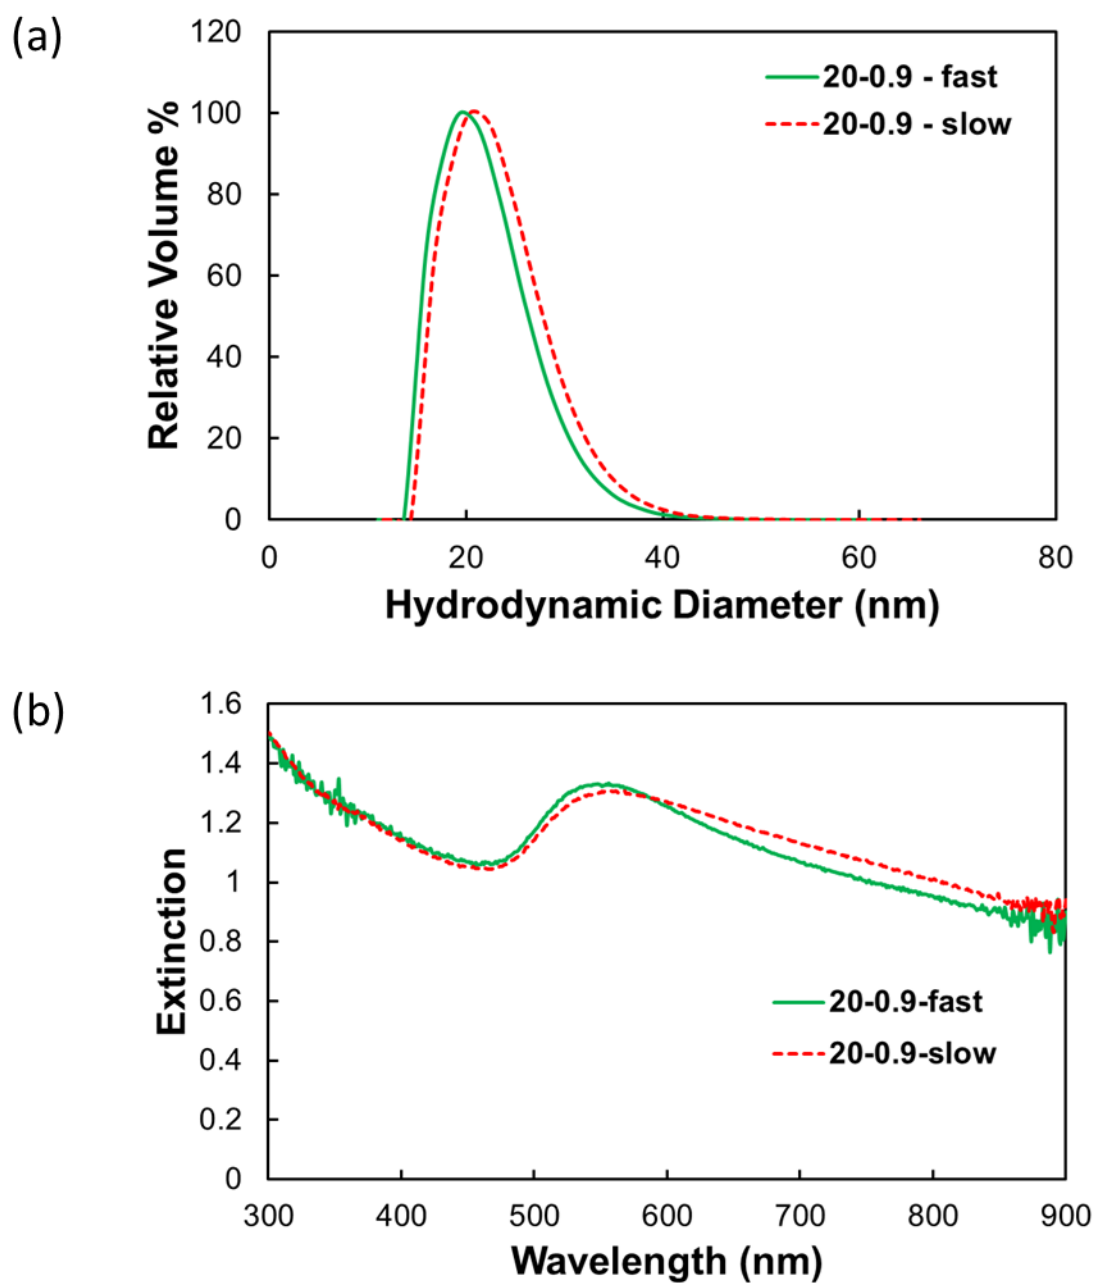 (a)
120
100
80
60
40
20
0
Relative Volume %
20-0.9 - fast
20-0.9 - slow
0 20 40 60 80
Hydrodynamic Diameter (nm)
(b)
1.6
1.4
1.2
1
0.8
0.6
0.4
0.2
0
Extinction
20-0.9-fast
20-0.9-slow
300 400 500 600 700 800 900
Wavelength (nm)